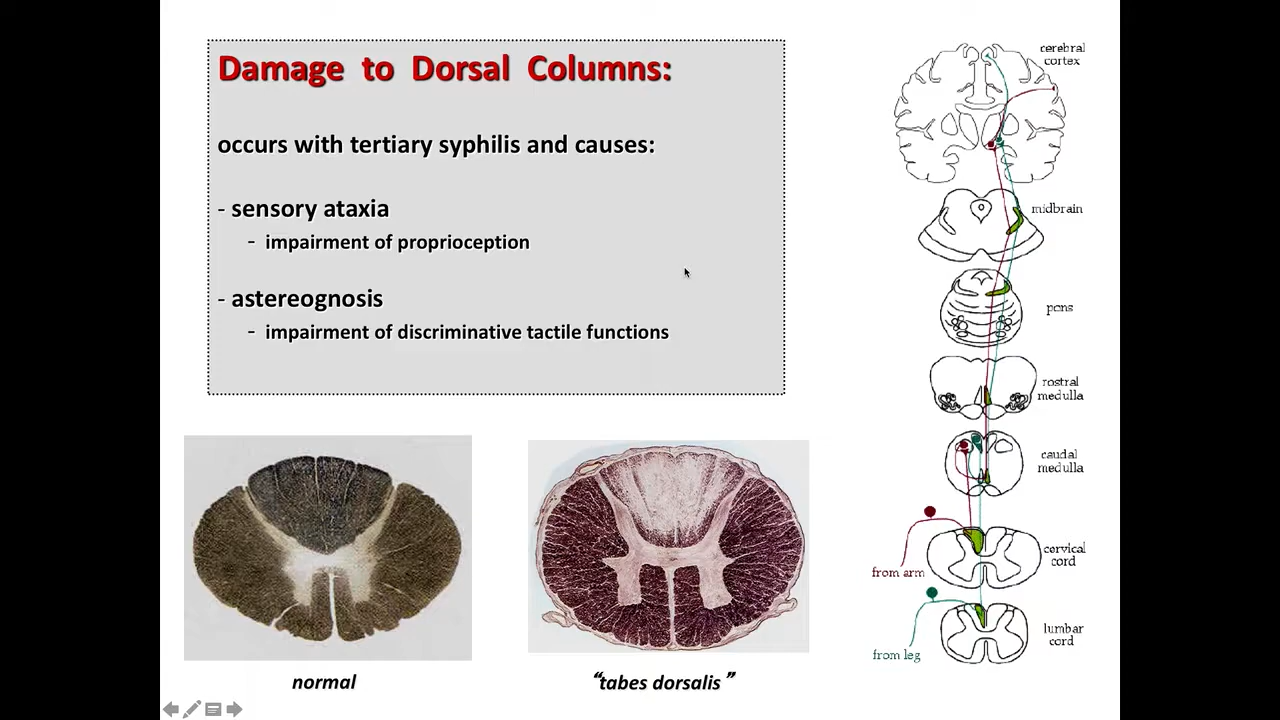 Damage to Dorsal Columns:
occurs with tertiary syphilis and causes:
- sensory ataxia
- impairment of proprioception
- astereognosis
- impairment of discriminative tactile functions
normal
“tabes dorsalis”
cerebral
cortex
midbrain
pons
rostral
medulla
caudal
medulla
cervical
cord
from arm
lumbar
cord
from leg